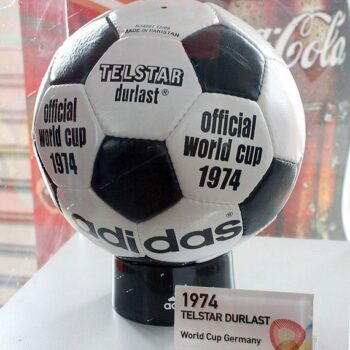 Coca-Cola
MADE IN PAKISTAN
TELSTAR
durlast®
official
world cup
1974
official
world cup
1974
adidas®
adidas
1974
TELSTAR DURLAST
World Cup Germany